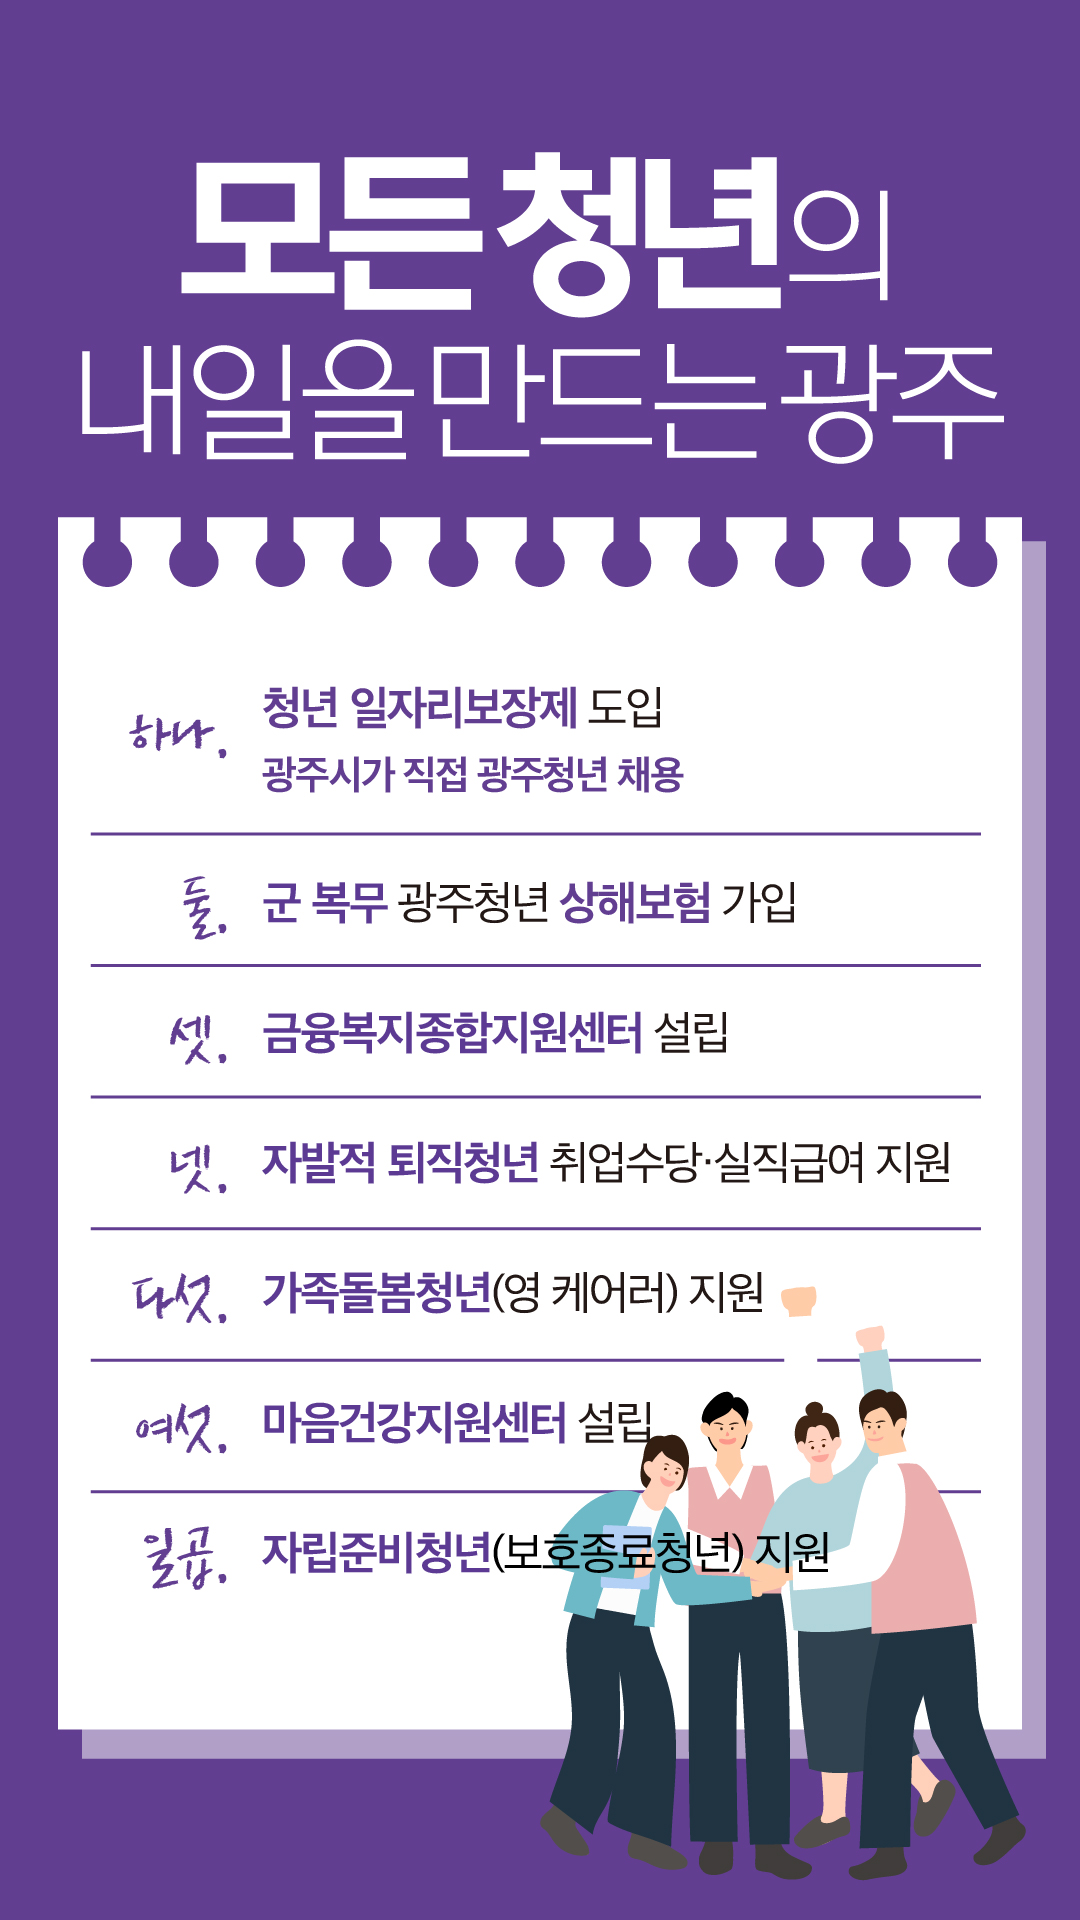 모든 청년의
내일을 만드는 광주
하나. 청년 일자리보장제 도입
광주시가 직접 광주청년 채용
둘. 군 복무 광주청년 상해보험 가입
셋. 금융복지종합지원센터 설립
넷. 자발적 퇴직청년 취업수당·실직급여 지원
다섯. 가족돌봄청년(영 케어러) 지원
여섯. 마음건강지원센터 설립
일곱. 자립준비청년(보호종료청년) 지원